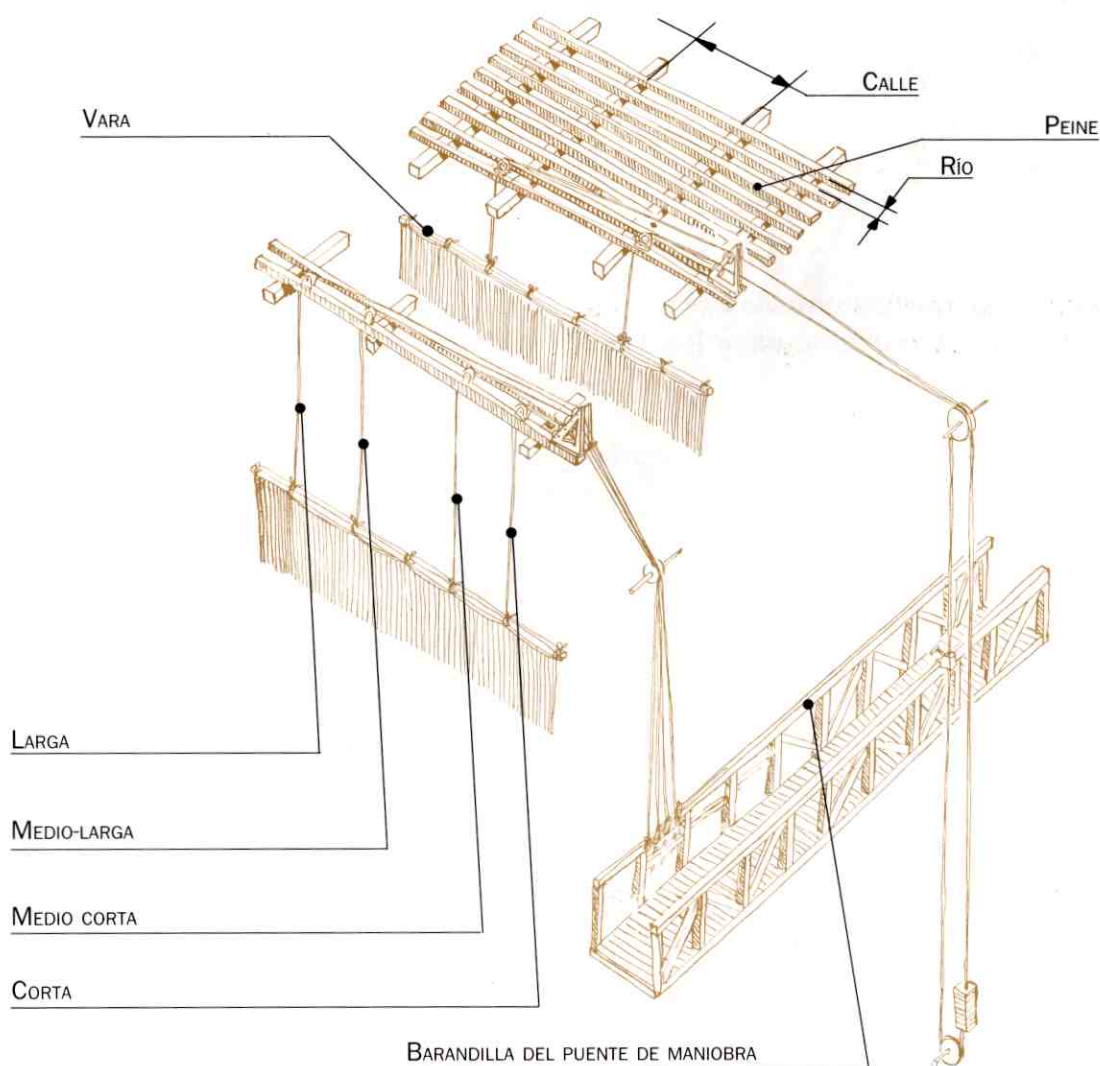 CALLE
VARA
PEINE
RÍO
LARGA
MEDIO-LARGA
MEDIO CORTA
CORTA
BARANDILLA DEL PUENTE DE MANIOBRA